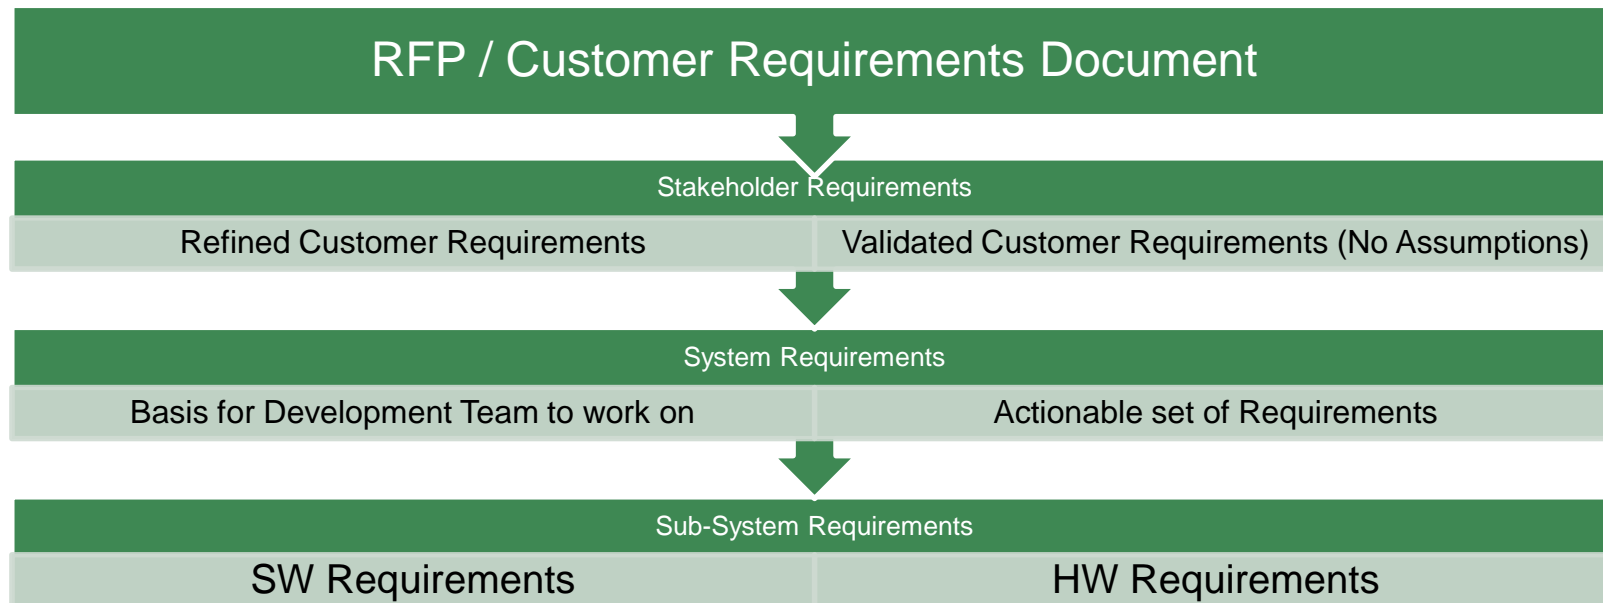 RFP / Customer Requirements Document
Stakeholder Requirements
Refined Customer Requirements
Validated Customer Requirements (No Assumptions)
System Requirements
Basis for Development Team to work on
Actionable set of Requirements
Sub-System Requirements
SW Requirements
HW Requirements